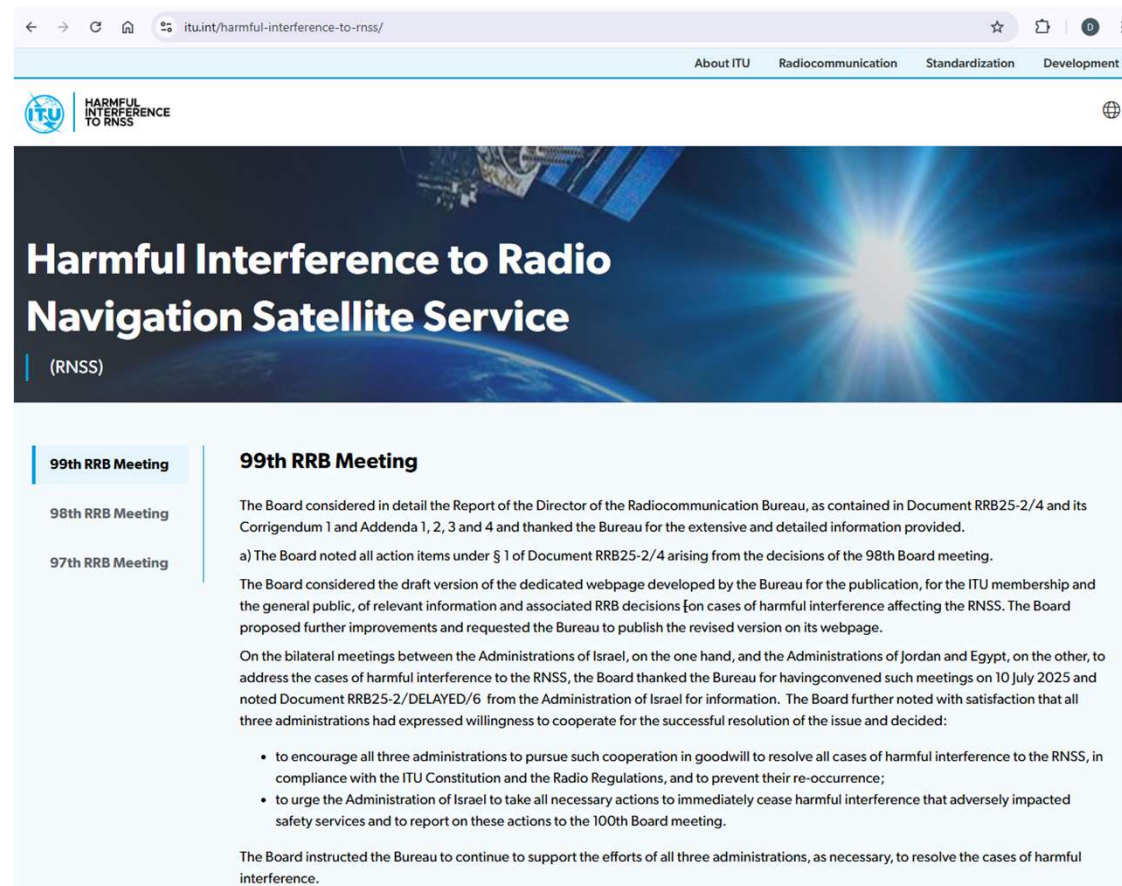 itu.int/harmful-interference-to-rnss/
D
About ITU Radiocommunication Standardization Development
ITU
HARMFUL
INTERFERENCE
TO RNSS
Harmful Interference to Radio
Navigation Satellite Service
(RNSS)
99th RRB Meeting
98th RRB Meeting
97th RRB Meeting
99th RRB Meeting
The Board considered in detail the Report of the Director of the Radiocommunication Bureau, as contained in Document RRB25-2/4 and its
Corrigendum 1 and Addenda 1, 2, 3 and 4 and thanked the Bureau for the extensive and detailed information provided.
a) The Board noted all action items under § 1 of Document RRB25-2/4 arising from the decisions of the 98th Board meeting.
The Board considered the draft version of the dedicated webpage developed by the Bureau for the publication, for the ITU membership and
the general public, of relevant information and associated RRB decisions [on cases of harmful interference affecting the RNSS. The Board
proposed further improvements and requested the Bureau to publish the revised version on its webpage.
On the bilateral meetings between the Administrations of Israel, on the one hand, and the Administrations of Jordan and Egypt, on the other, to
address the cases of harmful interference to the RNSS, the Board thanked the Bureau for havingconvened such meetings on 10 July 2025 and
noted Document RRB25-2/DELAYED/6 from the Administration of Israel for information. The Board further noted with satisfaction that all
three administrations had expressed willingness to cooperate for the successful resolution of the issue and decided:
• to encourage all three administrations to pursue such cooperation in goodwill to resolve all cases of harmful interference to the RNSS, in
compliance with the ITU Constitution and the Radio Regulations, and to prevent their re-occurrence;
• to urge the Administration of Israel to take all necessary actions to immediately cease harmful interference that adversely impacted
safety services and to report on these actions to the 100th Board meeting.
The Board instructed the Bureau to continue to support the efforts of all three administrations, as necessary, to resolve the cases of harmful
interference.